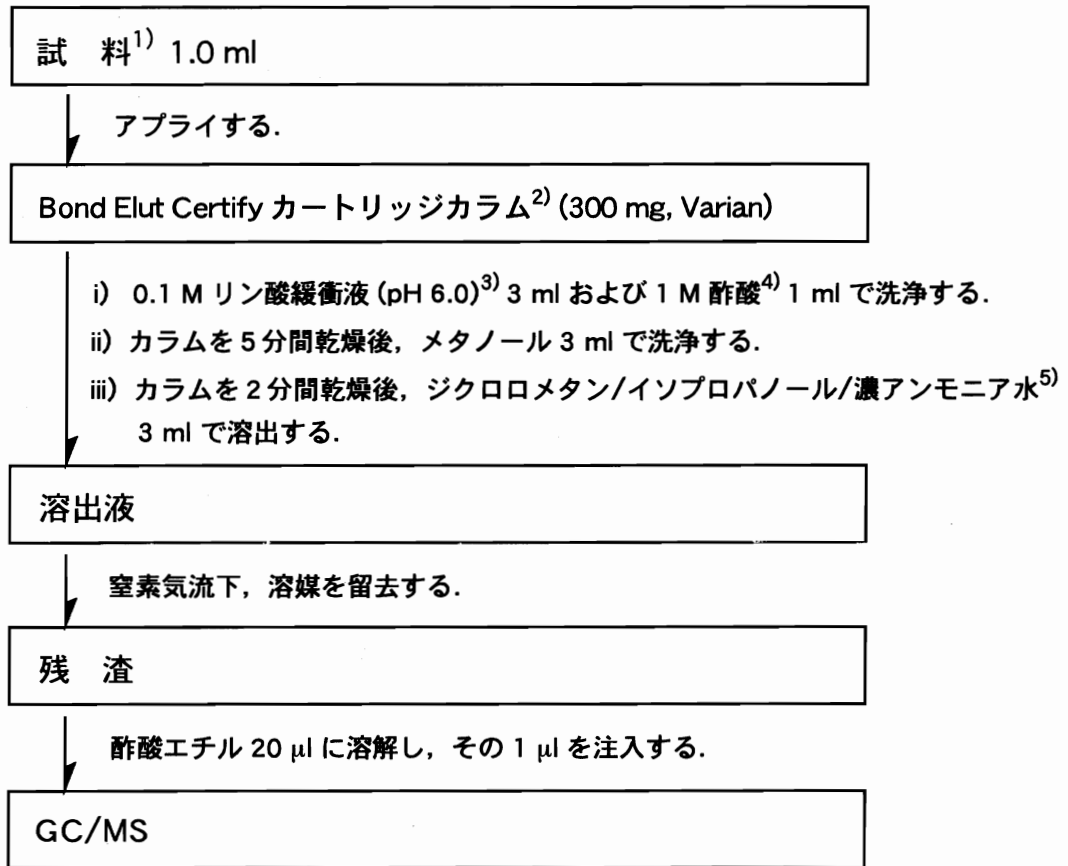 試　料1) 1.0 ml
アプライする.
Bond Elut Certify カートリッジカラム2) (300 mg, Varian)
i) 0.1 M リン酸緩衝液 (pH 6.0)3) 3 ml および 1 M 酢酸4) 1 ml で洗浄する.
ii) カラムを 5 分間乾燥後，メタノール 3 ml で洗浄する.
iii) カラムを 2 分間乾燥後，ジクロロメタン/イソプロパノール/濃アンモニア水5)
3 ml で溶出する.
溶出液
窒素気流下，溶媒を留去する.
残　渣
酢酸エチル 20 μl に溶解し，その 1 μl を注入する.
GC/MS